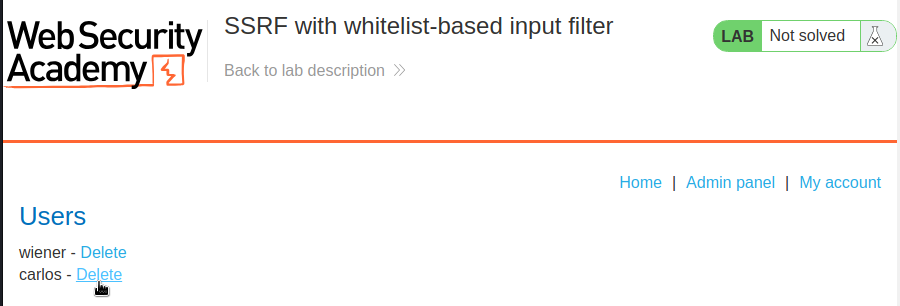 Web Security
Academy
SSRF with whitelist-based input filter
Back to lab description
LAB Not solved
Home | Admin panel | My account
Users
wiener - Delete
carlos - Delete